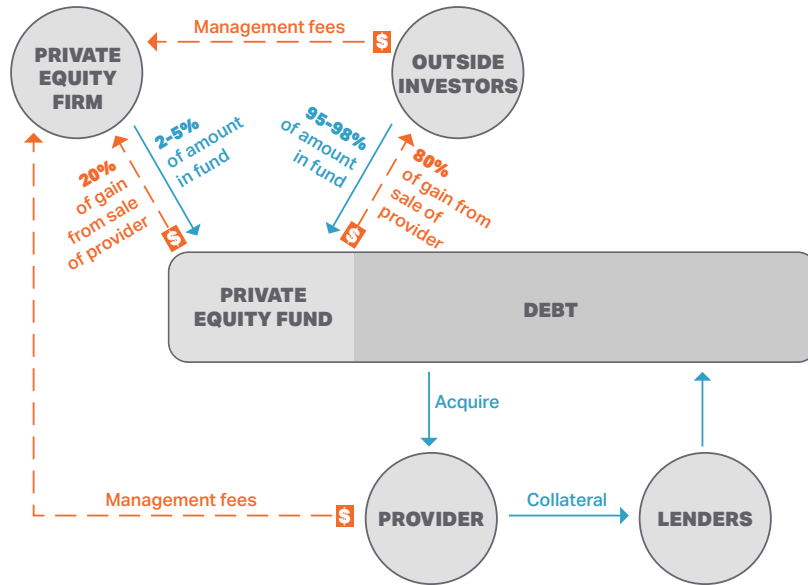 Management fees
$
PRIVATE
EQUITY
FIRM
OUTSIDE
INVESTORS
2-5%
of amount
in fund
95-98%
of amount
in fund
20%
of gain
from sale
of provider
$
80%
of gain from
sale of
provider
$
PRIVATE
EQUITY FUND
DEBT
Acquire
Management fees
$
PROVIDER
Collateral
LENDERS